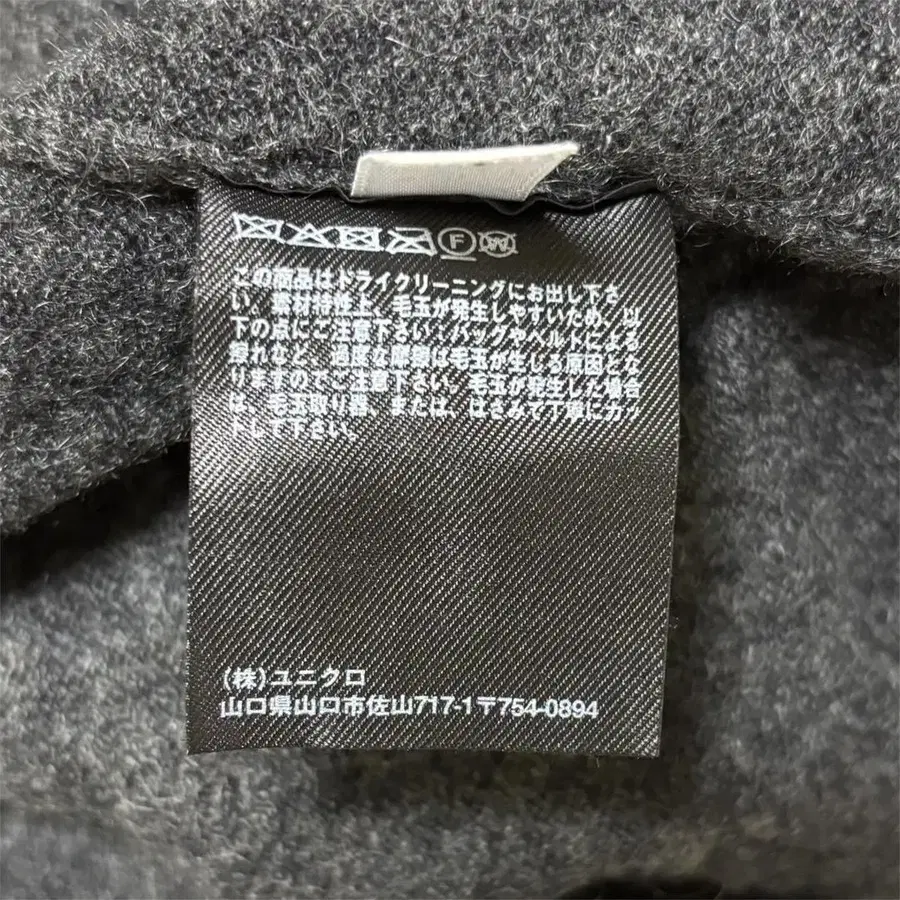 F W
この商品はドライクリーニングにお出し下さ
い。素材特性上、毛玉が発生しやすいため、以
下の点にご注意下さい：バッグやベルトによる
擦れなど、過度な摩擦は毛玉が生じる原因とな
りますのでご注意下さい。毛玉が発生した場合
は、毛玉取り器、または、はさみで丁寧にカッ
トして下さい。
(株)ユニクロ
山口県山口市佐山717-1〒754-0894